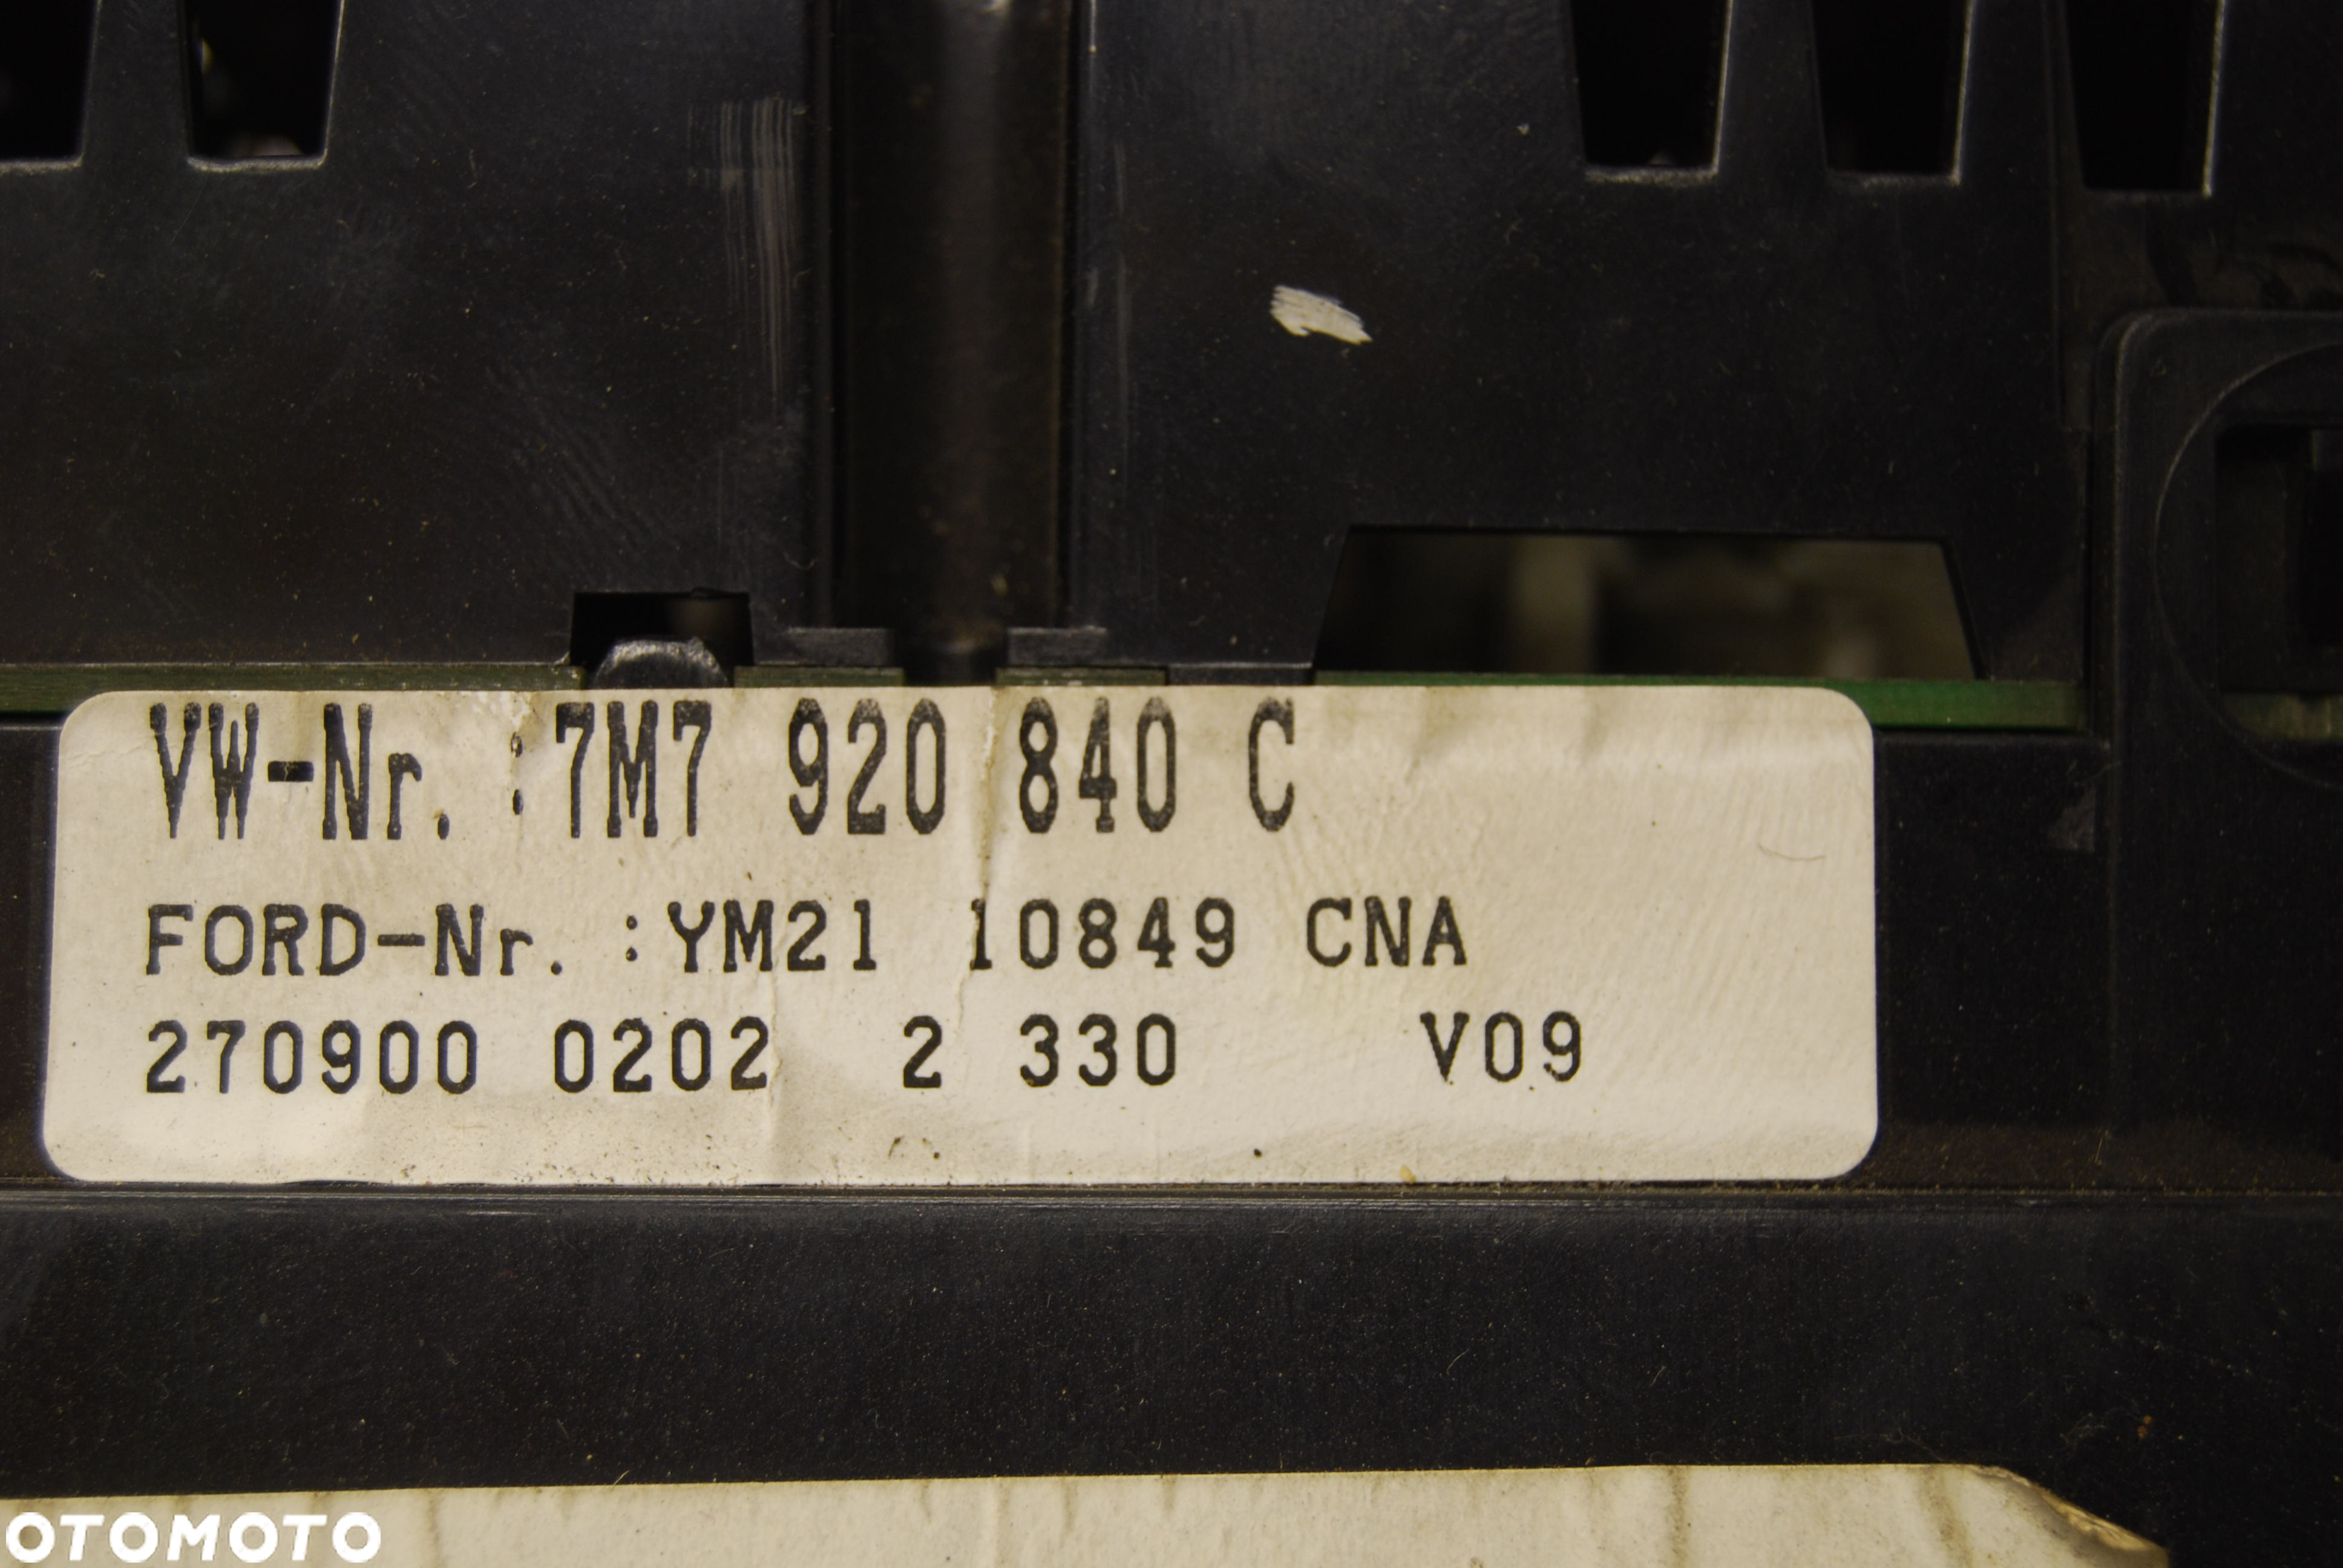 VW-Nr. :7M7 920 840 C
FORD-Nr. :YM21 10849 CNA
270900 0202 2 330 V09
OTOMOTO